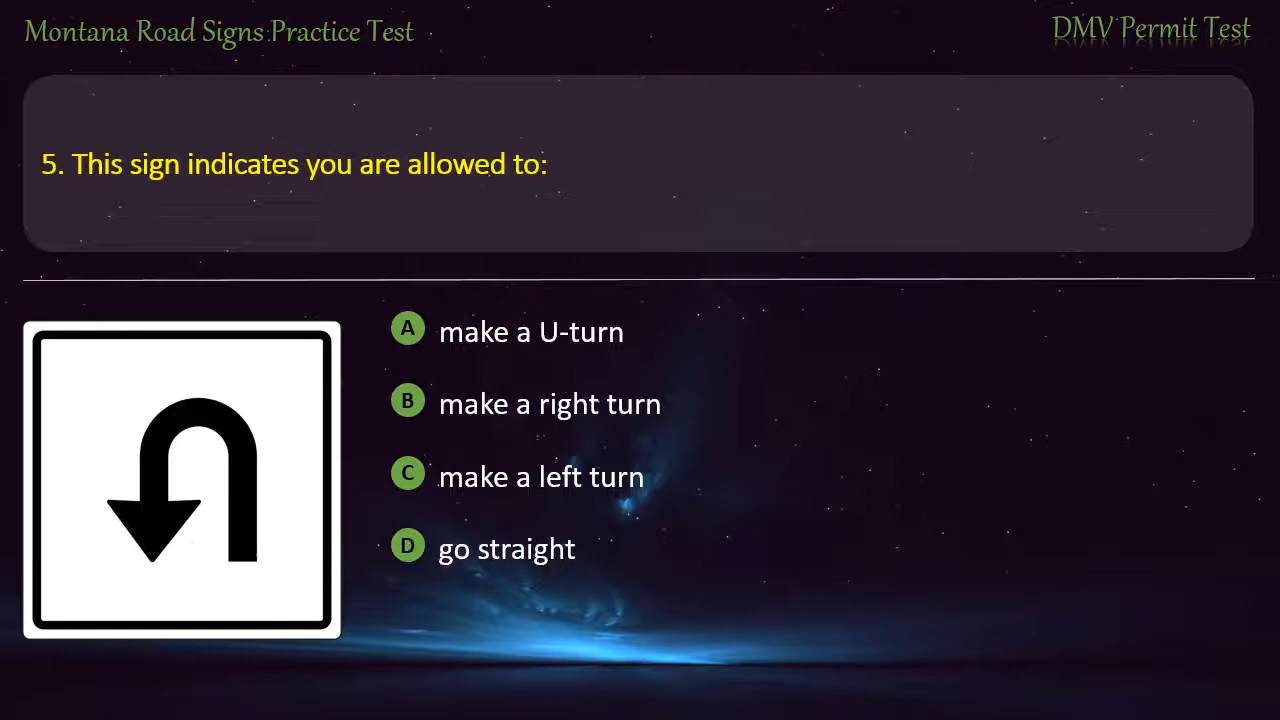 Montana Road Signs Practice Test
DMV Permit Test
5. This sign indicates you are allowed to:
A make a U-turn
B make a right turn
C make a left turn
D go straight